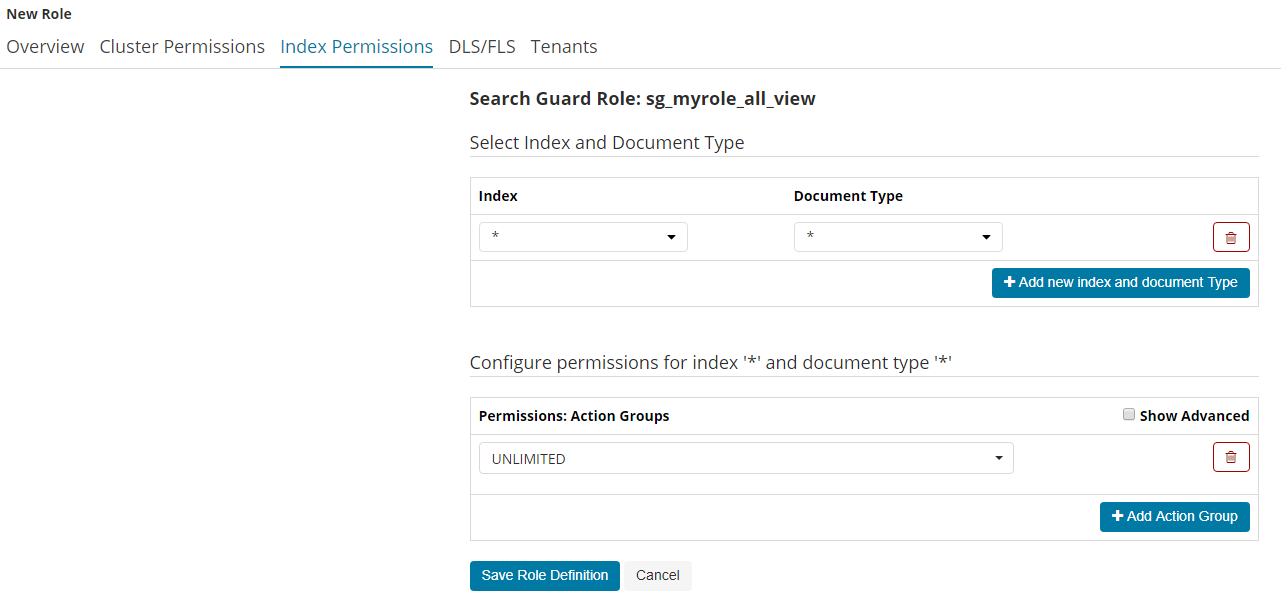 New Role
Overview Cluster Permissions Index Permissions DLS/FLS Tenants
Search Guard Role: sg_myrole_all_view
Select Index and Document Type
Index Document Type
* *
+ Add new index and document Type
Configure permissions for index '*' and document type '*'
Permissions: Action Groups Show Advanced
UNLIMITED
+ Add Action Group
Save Role Definition Cancel